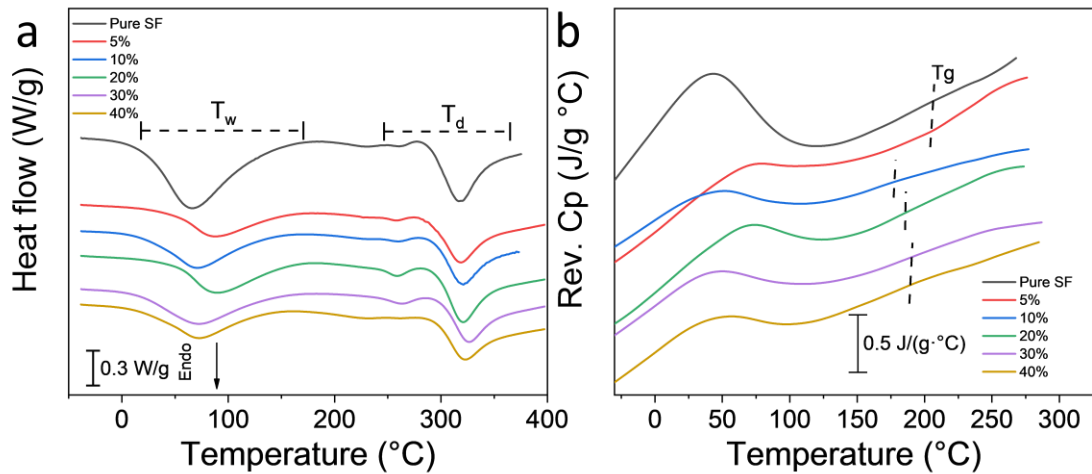 a
Pure SF
5%
10%
20%
30%
40%
Tw
Td
0.3 W/g
Endo
Heat flow (W/g)
0
100
200
300
400
Temperature (°C)
b
Tg
Pure SF
5%
10%
20%
30%
40%
0.5 J/(g·°C)
Rev. Cp (J/g °C)
0
50
100
150
200
250
300
Temperature (°C)